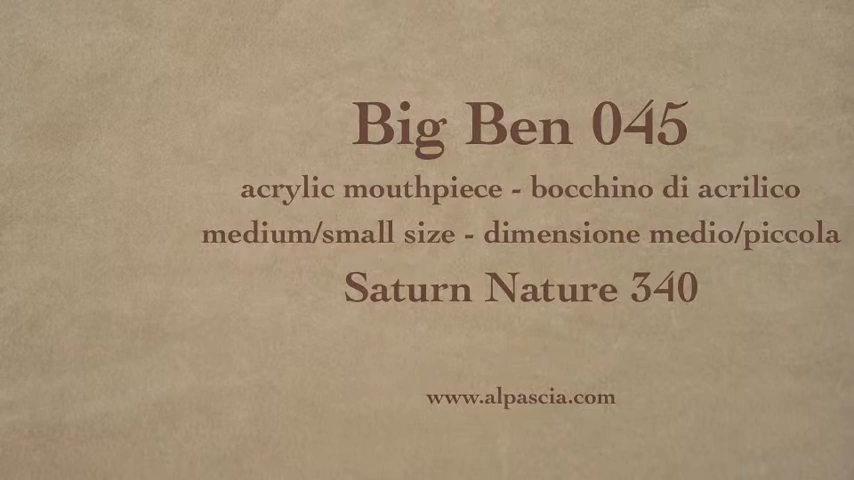 Big Ben 045
acrylic mouthpiece - bocchino di acrilico
medium/small size - dimensione medio/piccola
Saturn Nature 340
www.alpascia.com